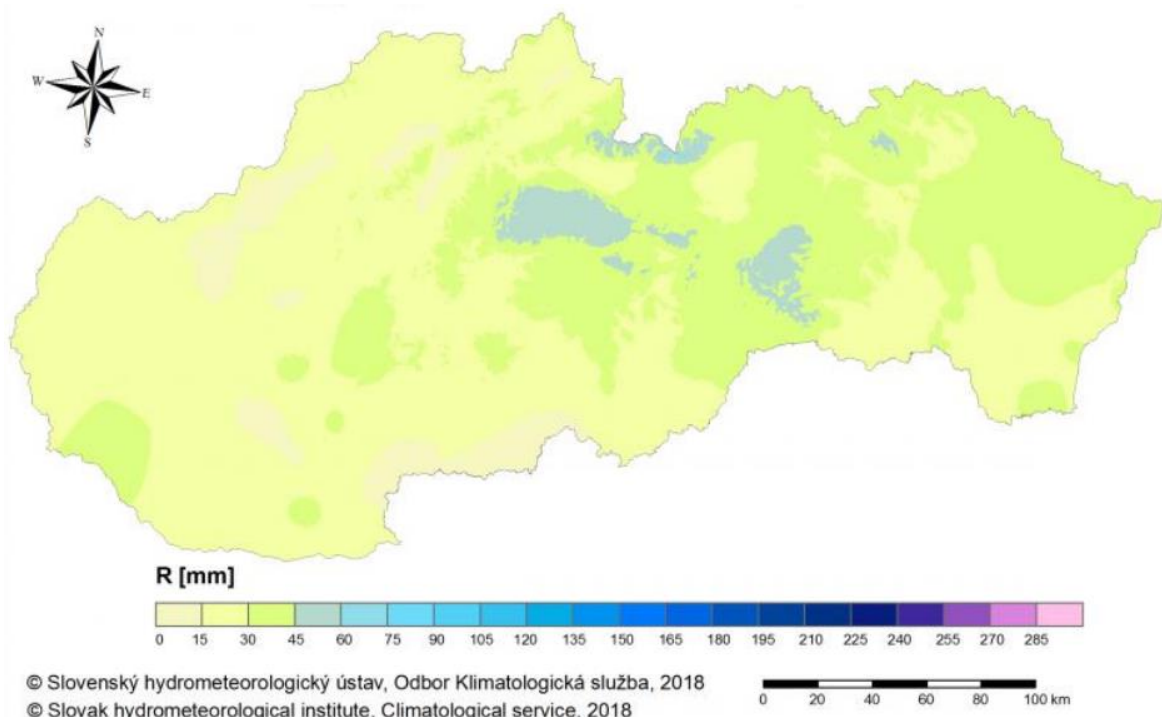 N
W
E
S
R [mm]
0 15 30 45 60 75 90 105 120 135 150 165 180 195 210 225 240 255 270 285
© Slovenský hydrometeorologický ústav, Odbor Klimatologická služba, 2018
0 20 40 60 80 100 km
© Slovak hydrometeorological institute, Climatological service, 2018